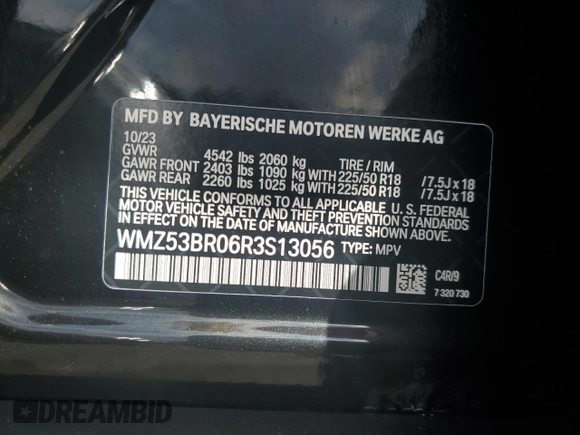 MFD BY BAYERISCHE MOTOREN WERKE AG
10/23
GVWR 4542 lbs 2060 kg TIRE / RIM
GAWR FRONT 2403 lbs 1090 kg WITH 225/50 R18 /7.5J x 18
GAWR REAR 2260 lbs 1025 kg WITH 225/50 R18 /7.5J x 18
THIS VEHICLE CONFORMS TO ALL APPLICABLE U.S. FEDERAL
MOTOR VEHICLE SAFETY AND THEFT PREVENTION STANDARDS
IN EFFECT ON THE DATE OF MANUFACTURE SHOWN ABOVE.
WMZ53BR06R3S13056 TYPE: MPV
C4R/9
7 320 730
DREAMBID